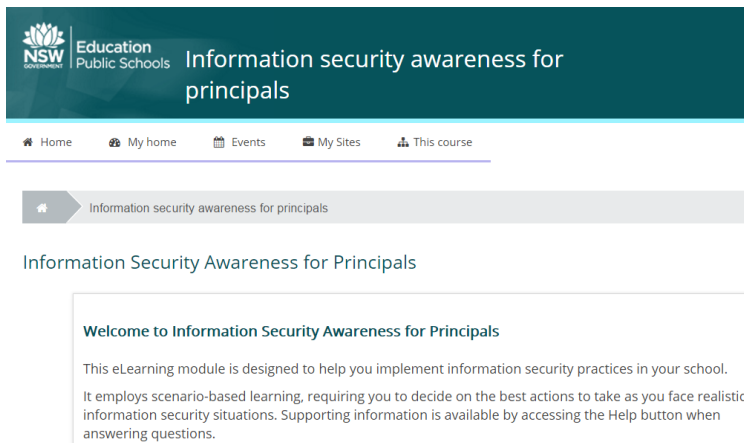 NSW
GOVERNMENT
Education
Public Schools
Information security awareness for
principals
Home My home Events My Sites This course
Information security awareness for principals
Information Security Awareness for Principals
Welcome to Information Security Awareness for Principals
This eLearning module is designed to help you implement information security practices in your school.
It employs scenario-based learning, requiring you to decide on the best actions to take as you face realistic
information security situations. Supporting information is available by accessing the Help button when
answering questions.